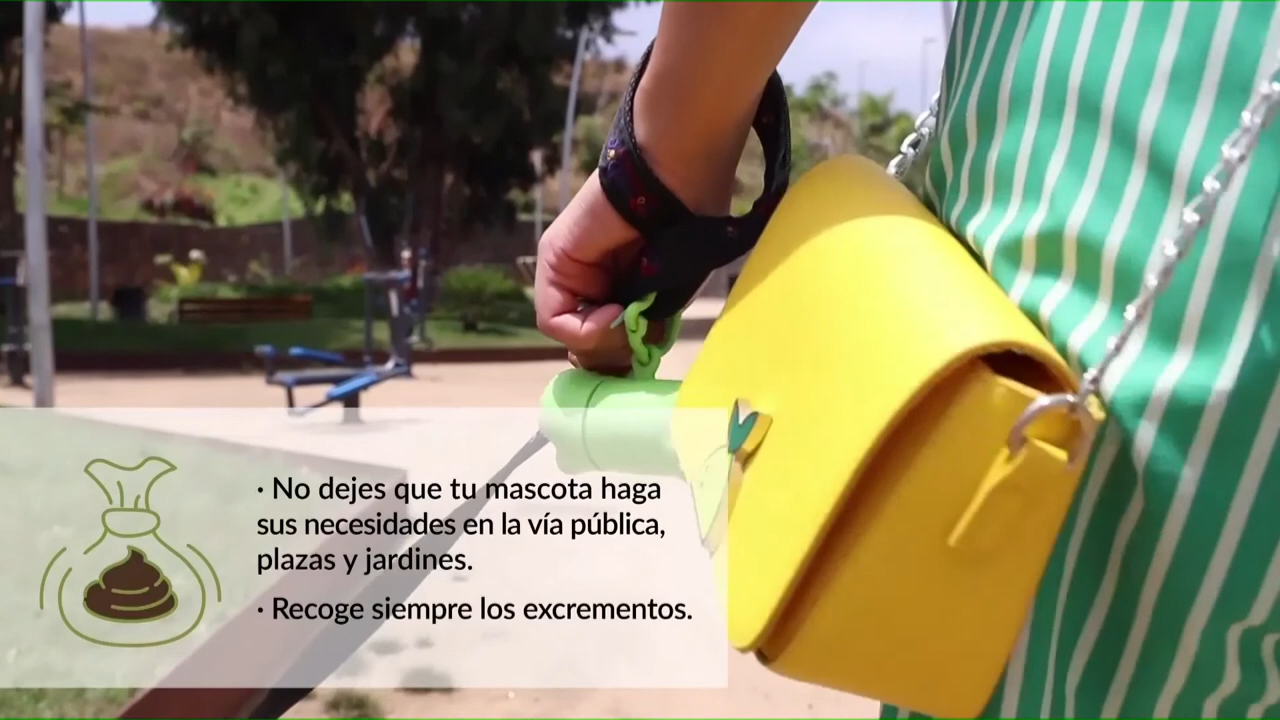 · No dejes que tu mascota haga
sus necesidades en la vía pública,
plazas y jardines.
· Recoge siempre los excrementos.